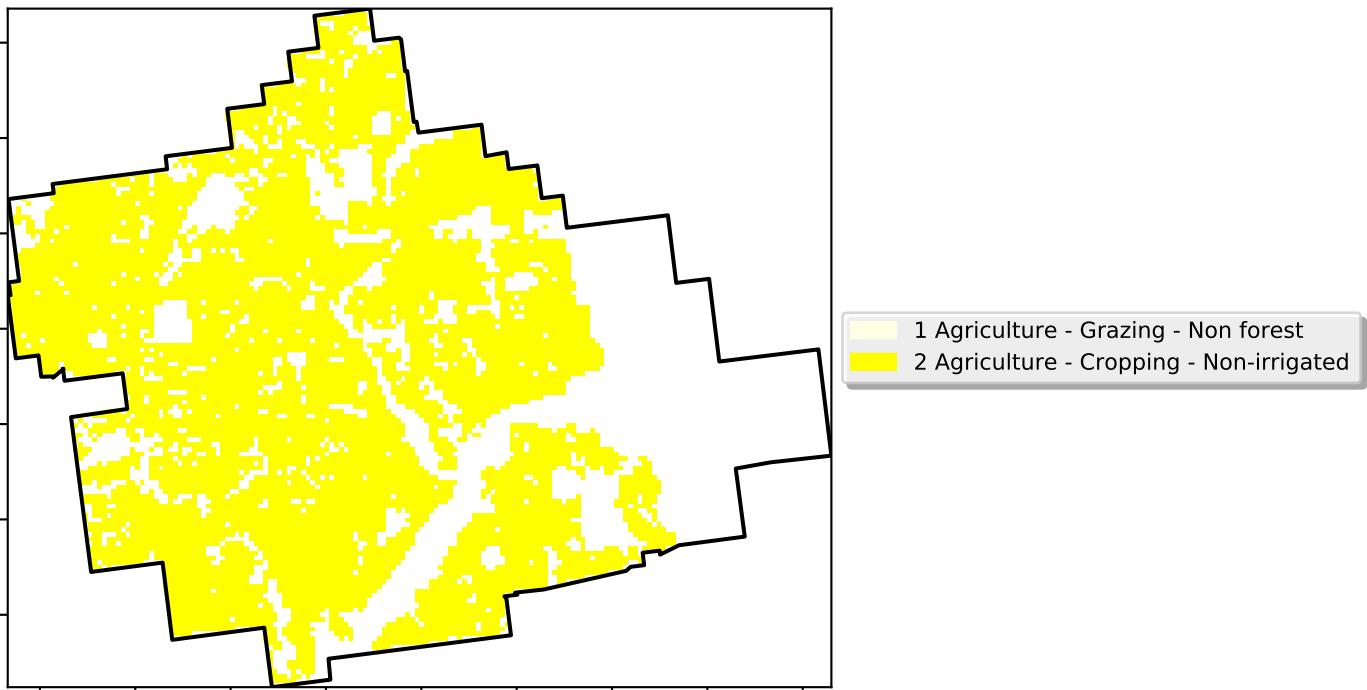 1 Agriculture - Grazing - Non forest
2 Agriculture - Cropping - Non-irrigated